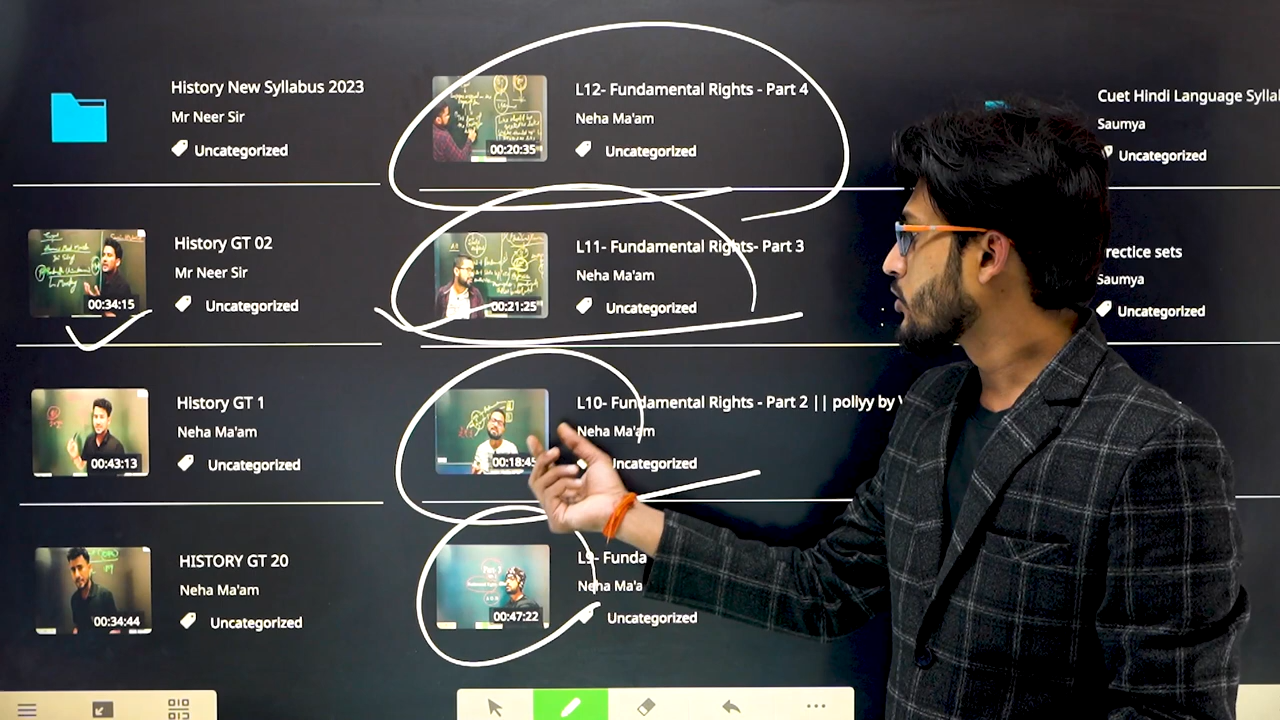 History New Syllabus 2023
Mr Neer Sir
Uncategorized
History GT 02
Mr Neer Sir
00:34:15
Uncategorized
History GT 1
Neha Ma'am
00:43:13
Uncategorized
HISTORY GT 20
Neha Ma'am
00:34:44
Uncategorized
L12- Fundamental Rights - Part 4
Neha Ma'am
00:20:35
Uncategorized
L11- Fundamental Rights- Part 3
Neha Ma'am
00:21:25
Uncategorized
L10- Fundamental Rights - Part 2 || pollyy by
Neha Ma'am
00:18:45
Uncategorized
L9- Funda
Neha Ma'a
00:47:22
Uncategorized
Cuet Hindi Language Sylla
Saumya
Uncategorized
rectice sets
Saumya
Uncategorized